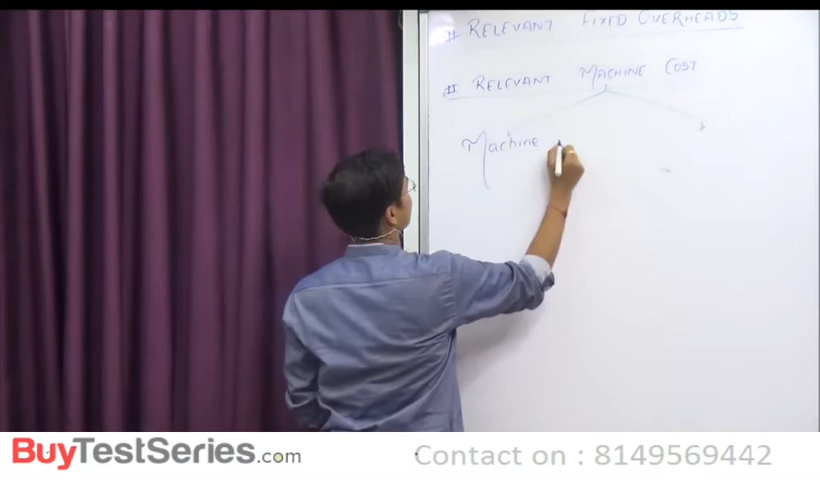 # RELEVANT FIXED OVERHEADS
# RELEVANT MACHINE COST
Machine
BuyTestSeries.com
Contact on : 8149569442